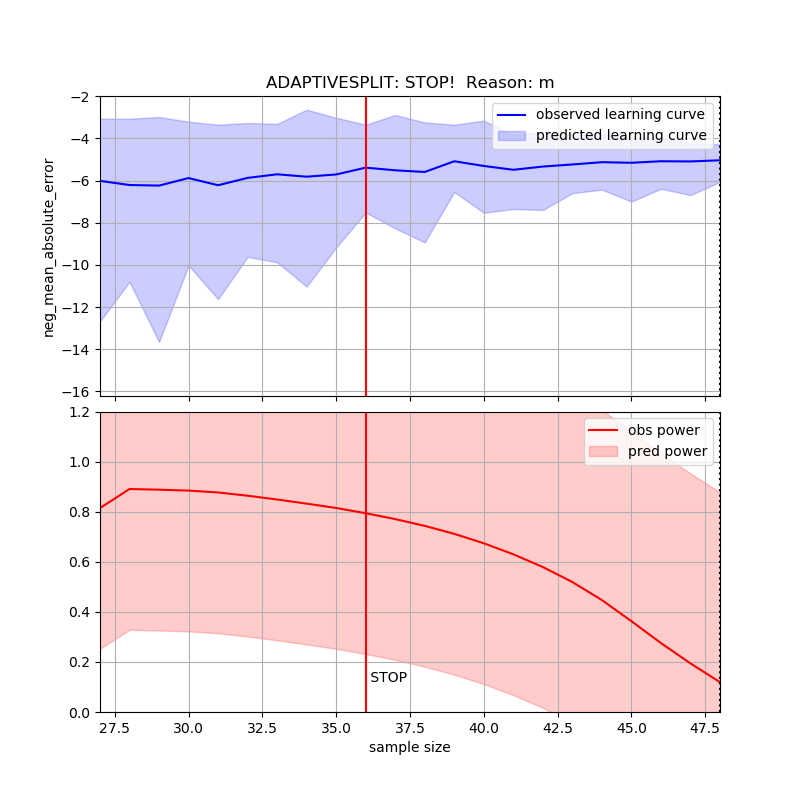 ADAPTIVESPLIT: STOP!  Reason: m
observed learning curve
predicted learning curve
neg_mean_absolute_error
−2
−4
−6
−8
−10
−12
−14
−16
obs power
pred power
1.2
1.0
0.8
0.6
0.4
0.2
0.0
STOP
27.5 30.0 32.5 35.0 37.5 40.0 42.5 45.0 47.5
sample size